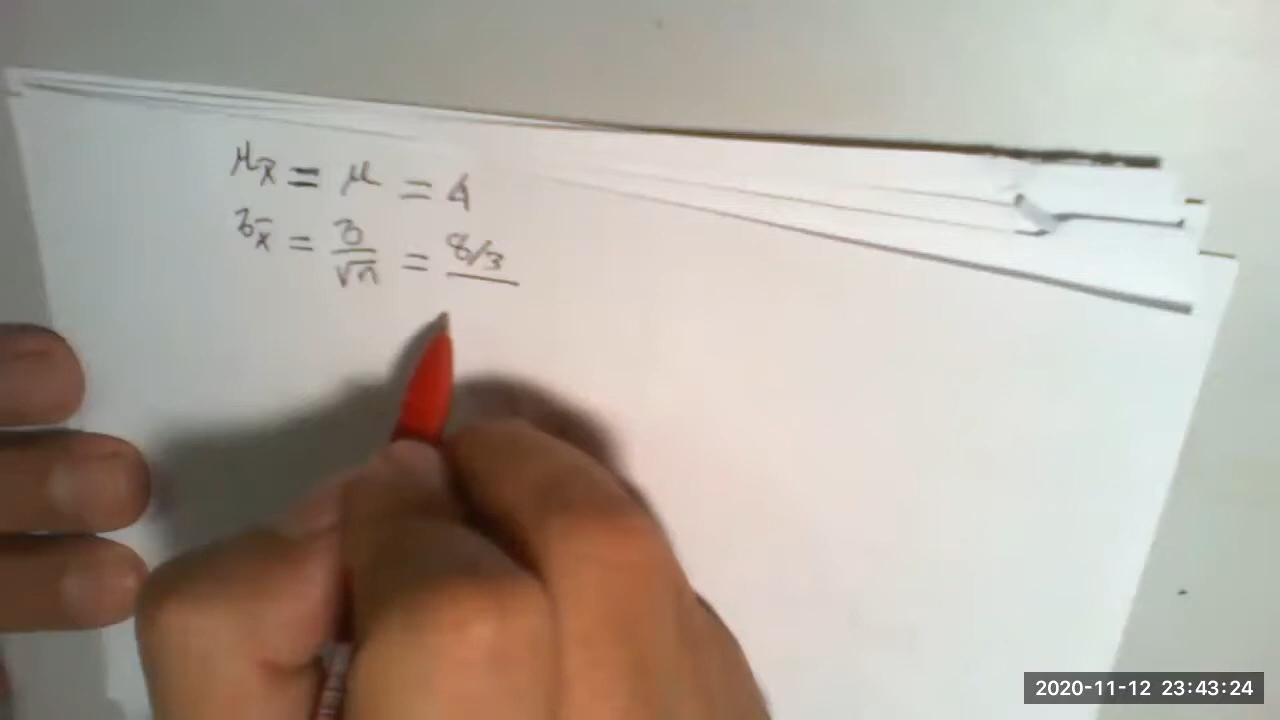 μx̄ = μ = 4
σx̄ = σ/√n = 8/3
2020-11-12 23:43:24